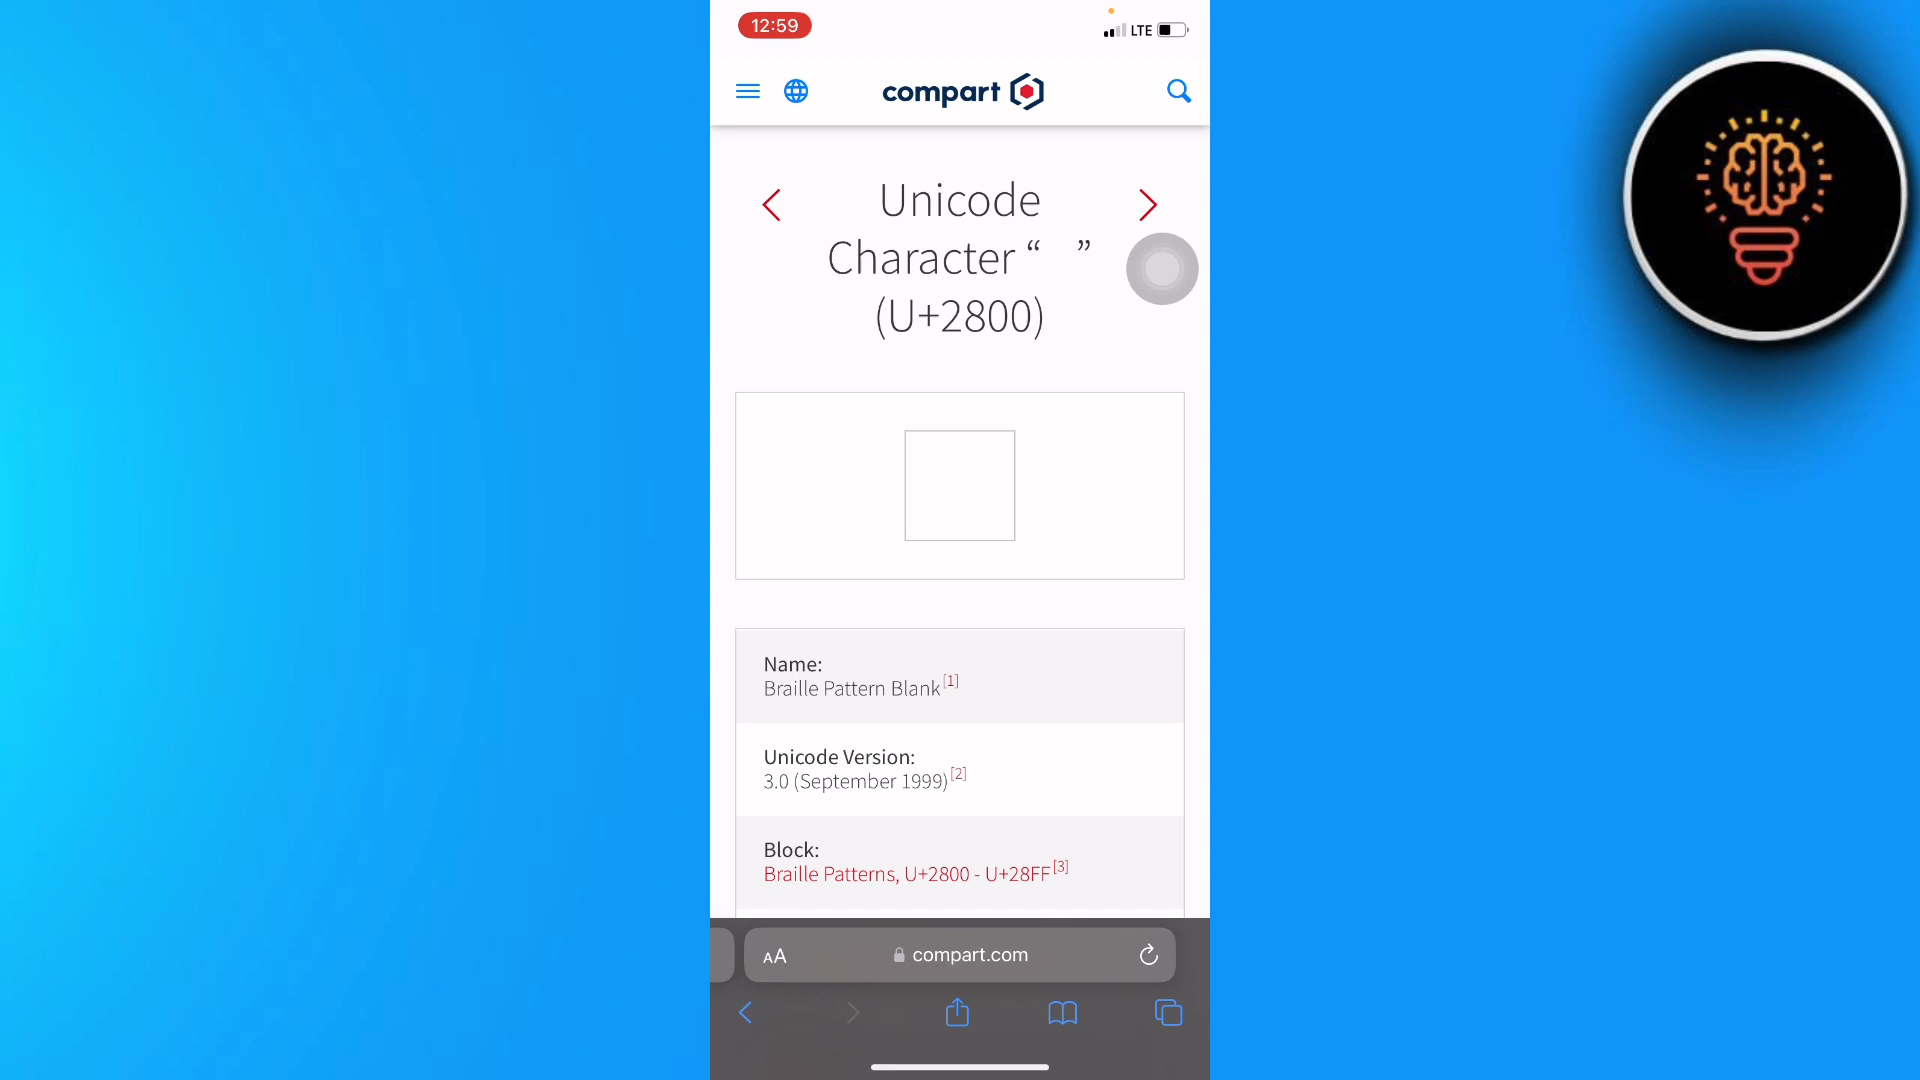 12:59
LTE
compart
Unicode
Character “⠀”
(U+2800)
Name:
Braille Pattern Blank[1]
Unicode Version:
3.0 (September 1999)[2]
Block:
Braille Patterns, U+2800 - U+28FF[3]
AA
compart.com